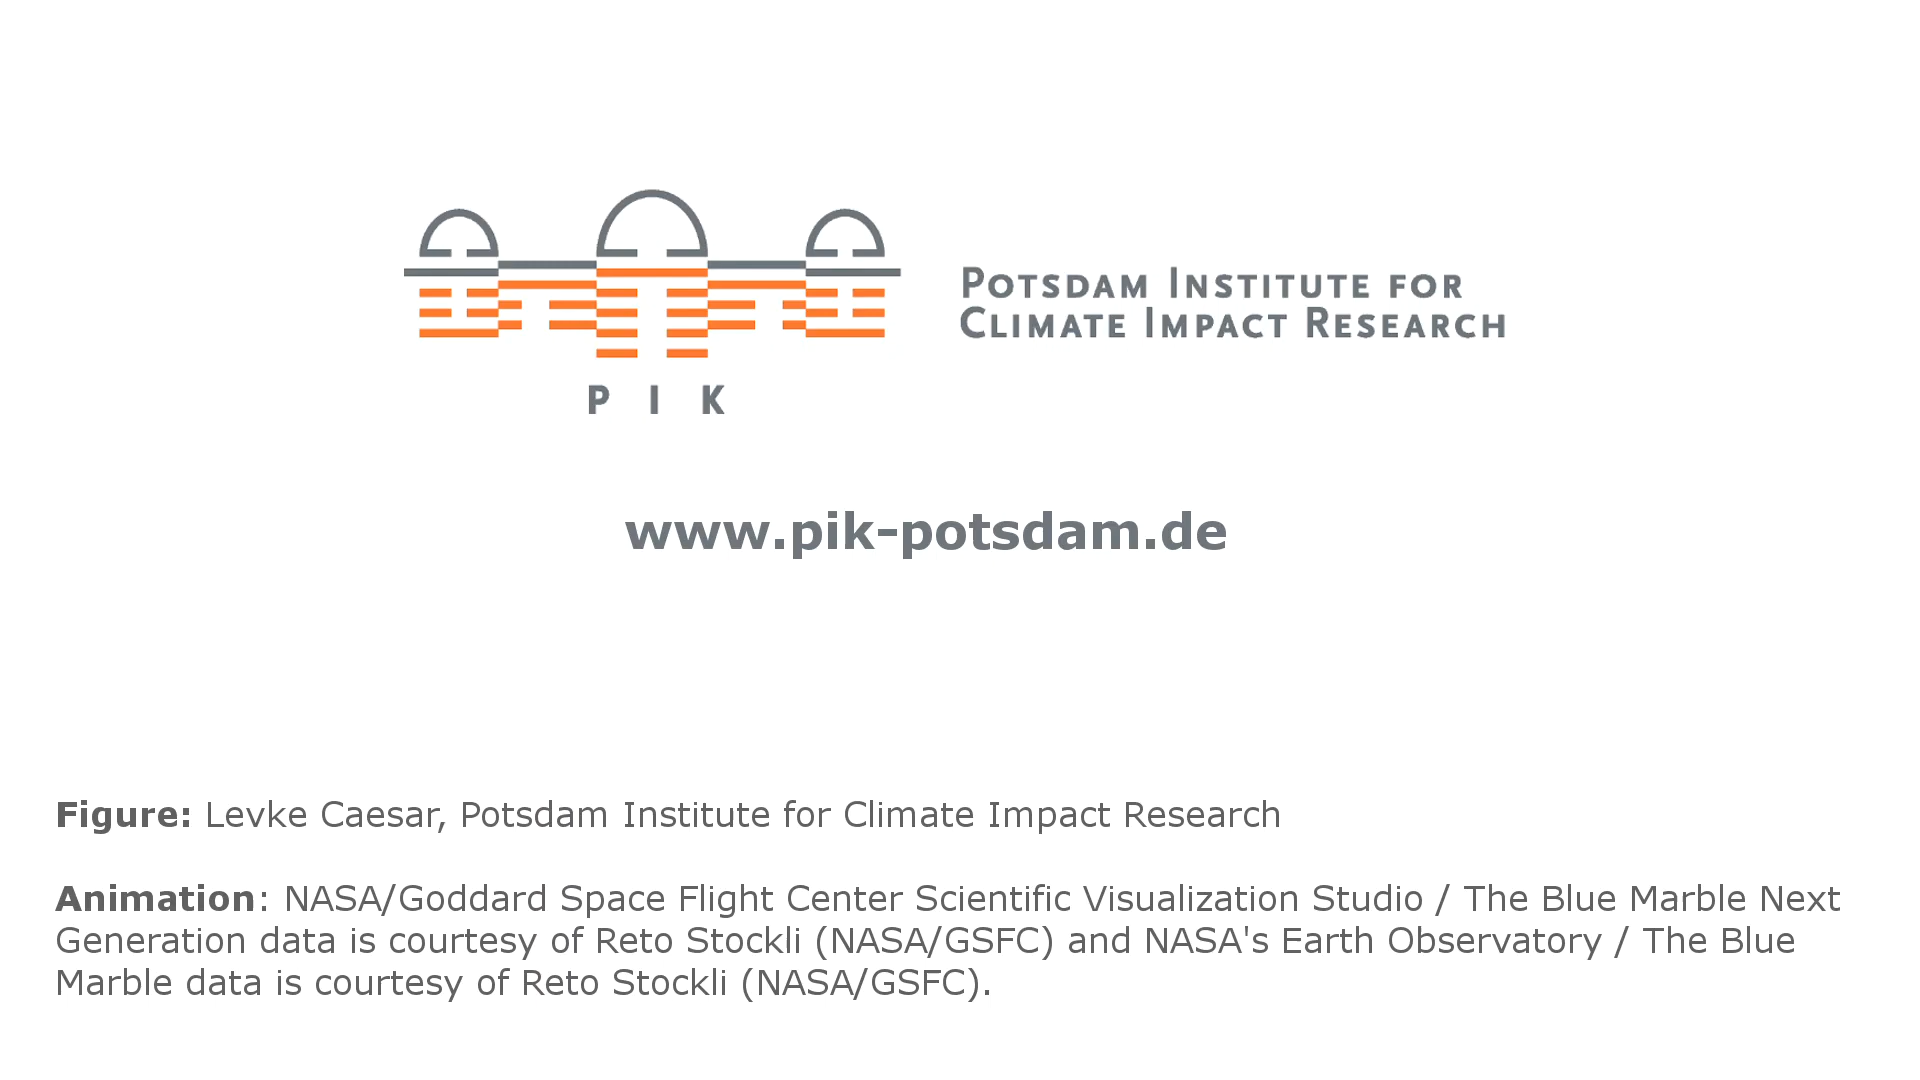 POTSDAM INSTITUTE FOR
CLIMATE IMPACT RESEARCH
P I K
www.pik-potsdam.de
Figure: Levke Caesar, Potsdam Institute for Climate Impact Research
Animation: NASA/Goddard Space Flight Center Scientific Visualization Studio / The Blue Marble Next
Generation data is courtesy of Reto Stockli (NASA/GSFC) and NASA's Earth Observatory / The Blue
Marble data is courtesy of Reto Stockli (NASA/GSFC).